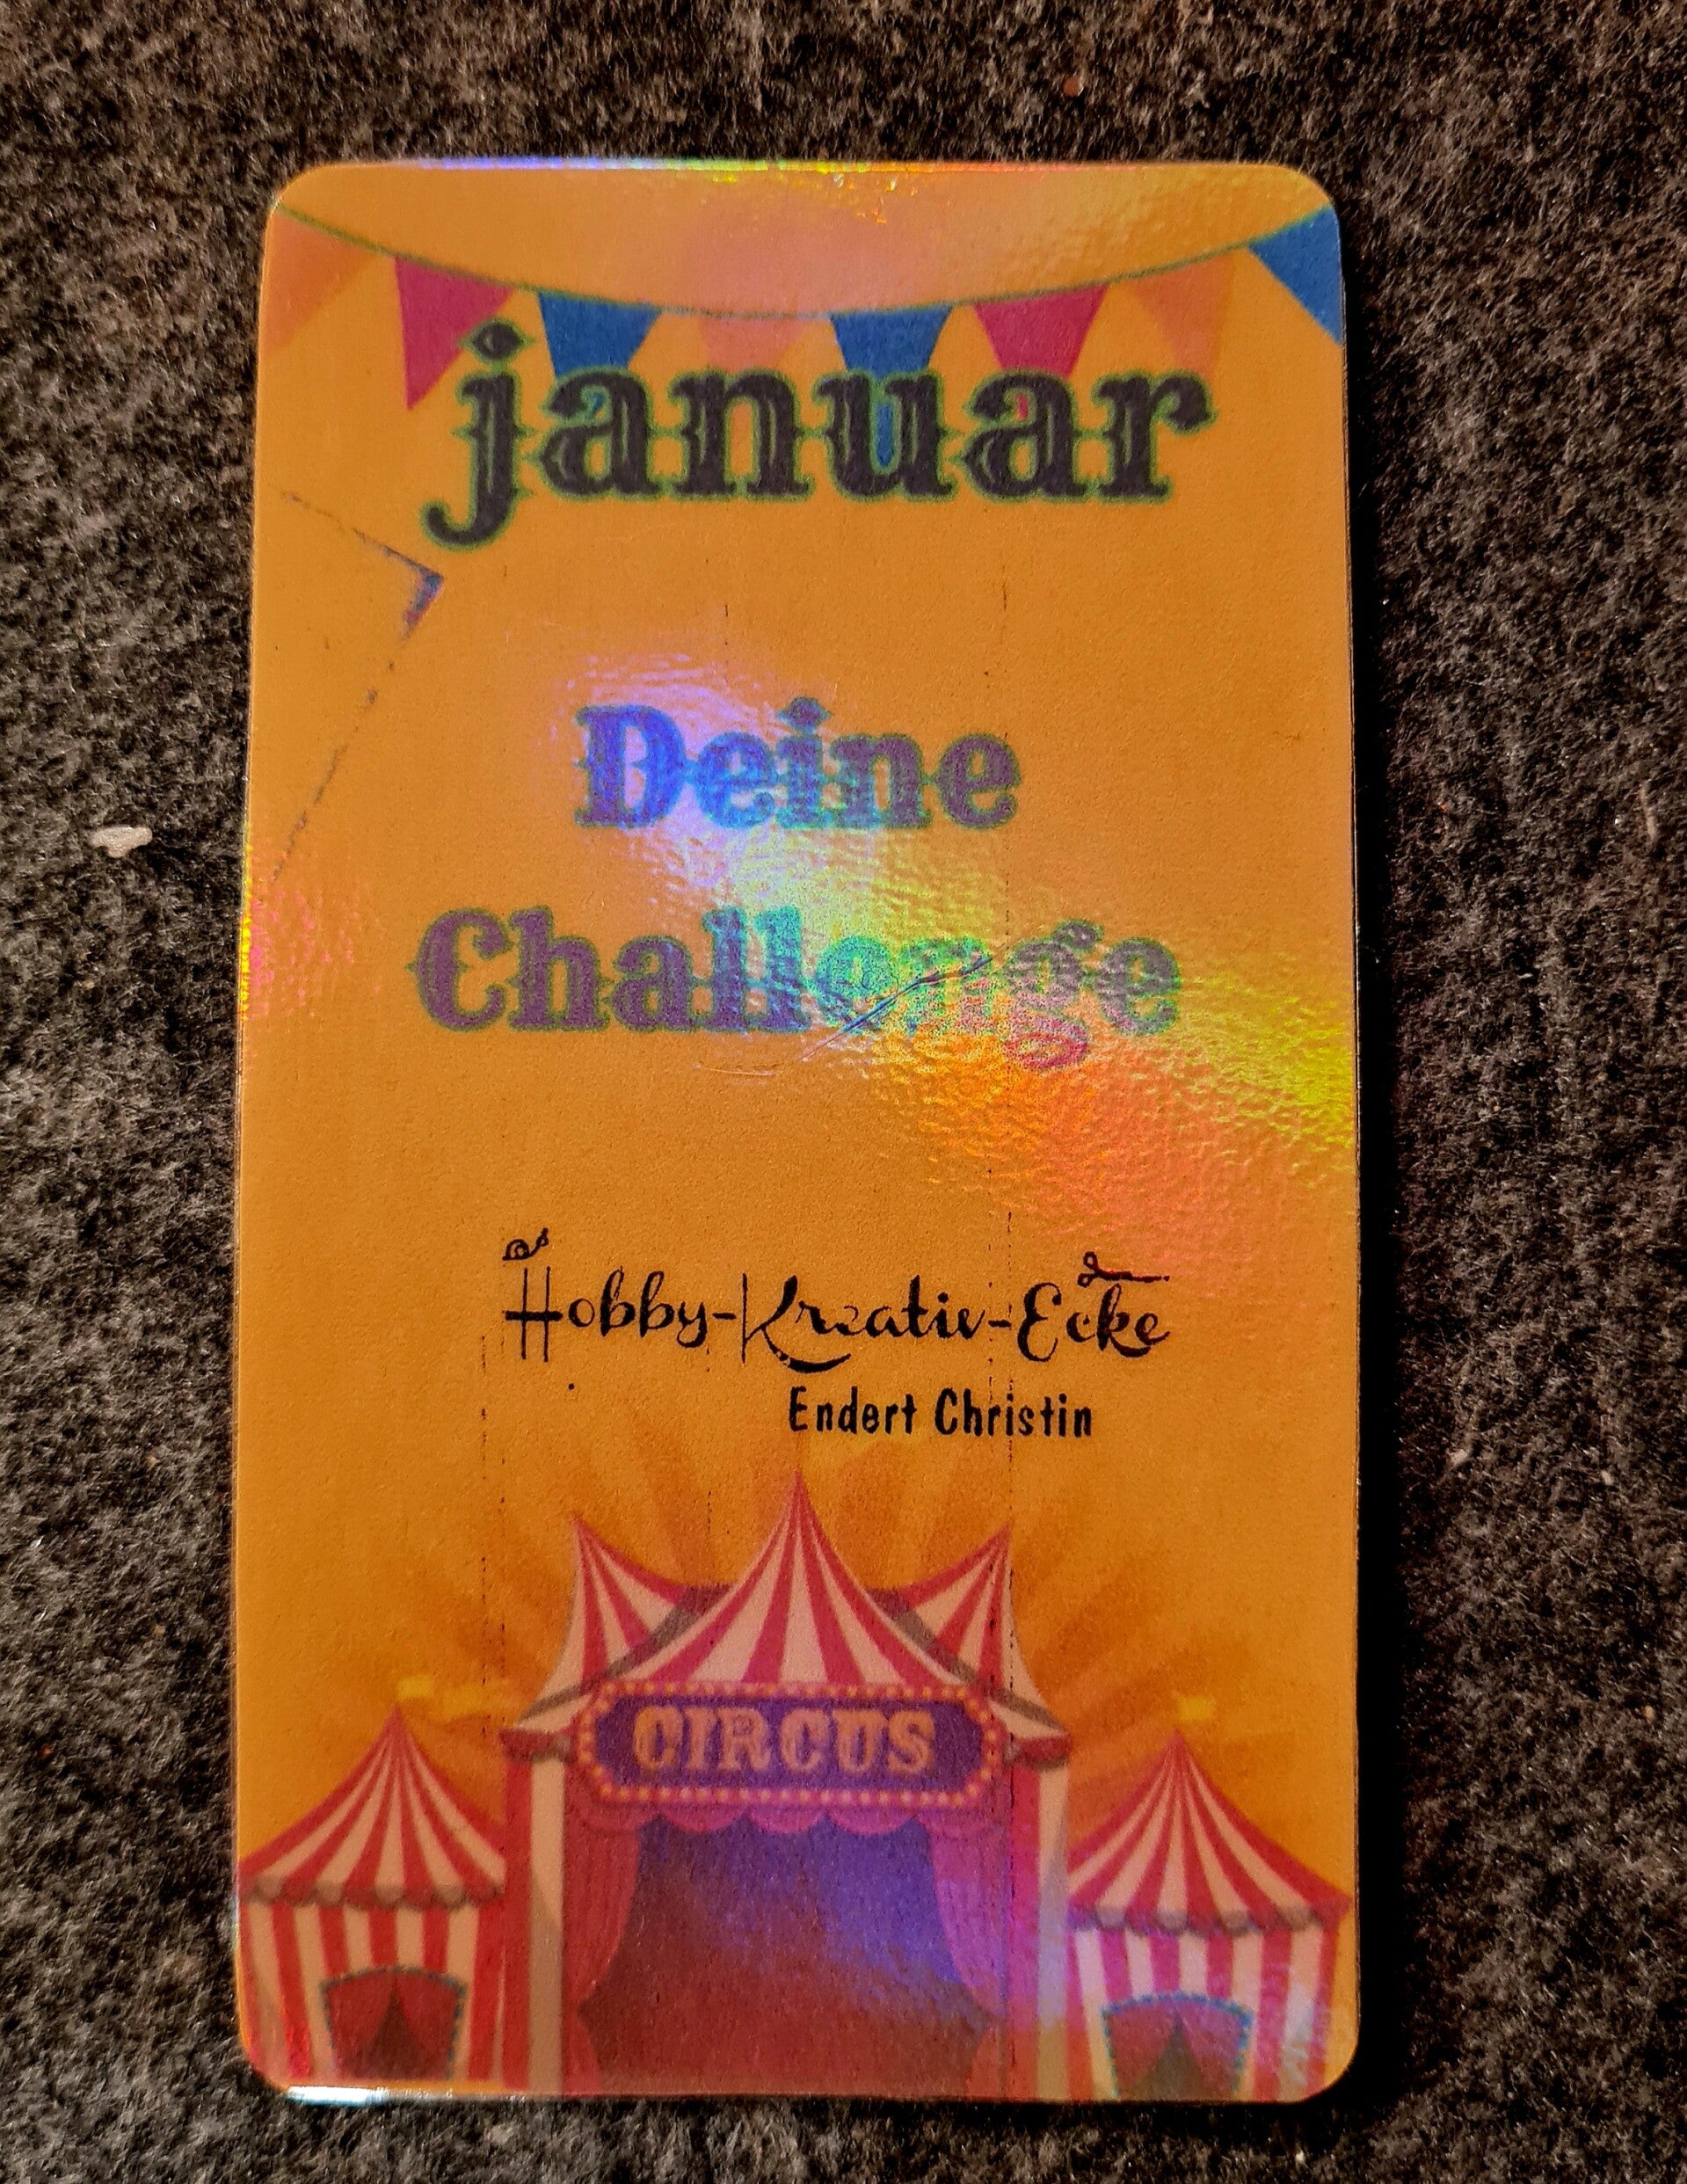 januar
Deine
Challenge
Hobby-Kreativ-Ecke
Endert Christin
CIRCUS